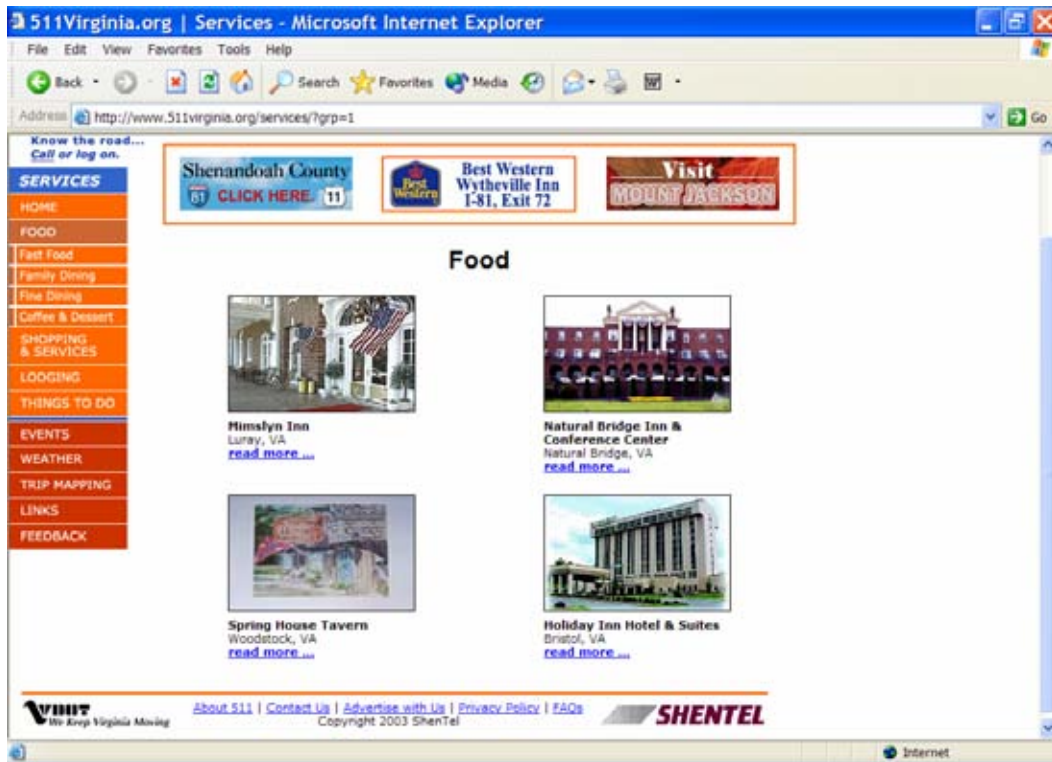 511Virginia.org | Services - Microsoft Internet Explorer
File Edit View Favorites Tools Help
Back Search Favorites Media
Address http://www.511virginia.org/services/?grp=1 Go
Know the road...
Call or log on.
SERVICES
HOME
FOOD
Fast Food
Family Dining
Fine Dining
Coffee & Dessert
SHOPPING
& SERVICES
LODGING
THINGS TO DO
EVENTS
WEATHER
TRIP MAPPING
LINKS
FEEDBACK
Shenandoah County
81 CLICK HERE 11
Best
Western
Best Western
Wytheville Inn
I-81, Exit 72
Visit
MOUNT JACKSON
Food
Mimslyn Inn
Luray, VA
read more ...
Natural Bridge Inn &
Conference Center
Natural Bridge, VA
read more ...
Spring House Tavern
Woodstock, VA
read more ...
Holiday Inn Hotel & Suites
Bristol, VA
read more ...
VDOT
We Keep Virginia Moving
About 511 | Contact Us | Advertise with Us | Privacy Policy | FAQs
Copyright 2003 ShenTel
SHENTEL
Internet